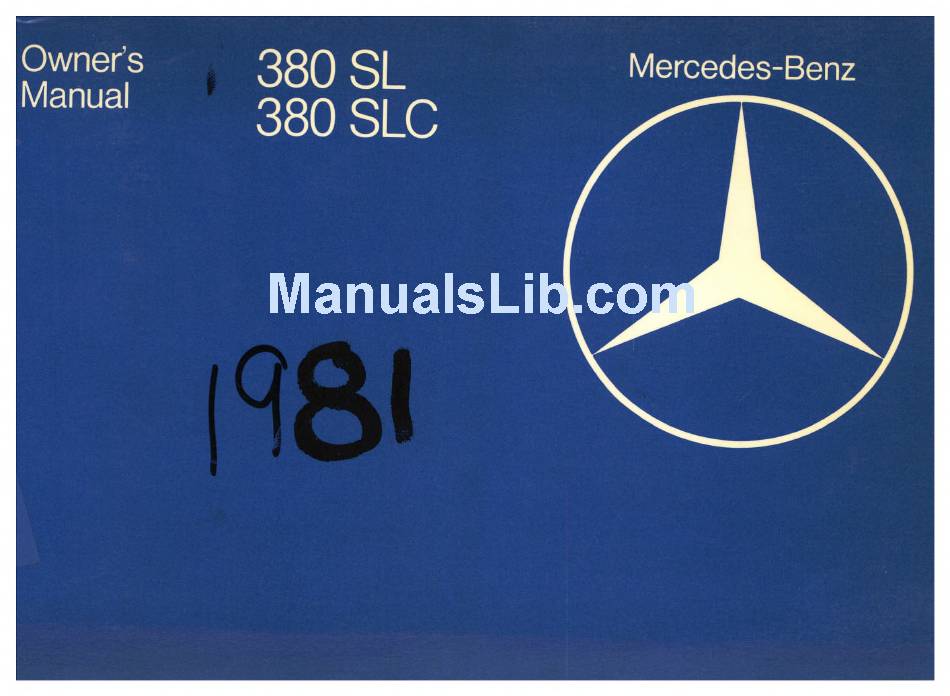 Owner's
Manual
380 SL
380 SLC
Mercedes-Benz
ManualsLib.com
1981